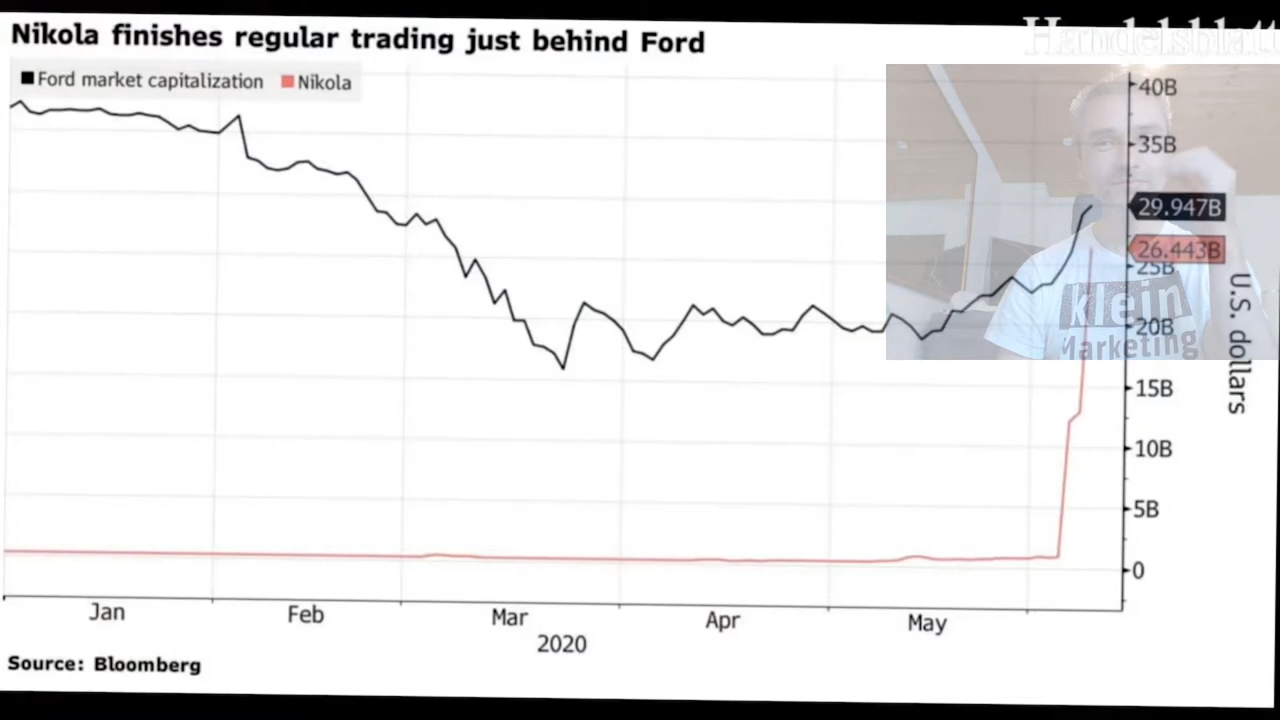 Nikola finishes regular trading just behind Ford
Handelsblatt
Ford market capitalization Nikola
40B
35B
29.947B
26.443B
25B
20B
15B
10B
5B
0
U.S. dollars
klein
Marketing
Jan Feb Mar Apr May
2020
Source: Bloomberg